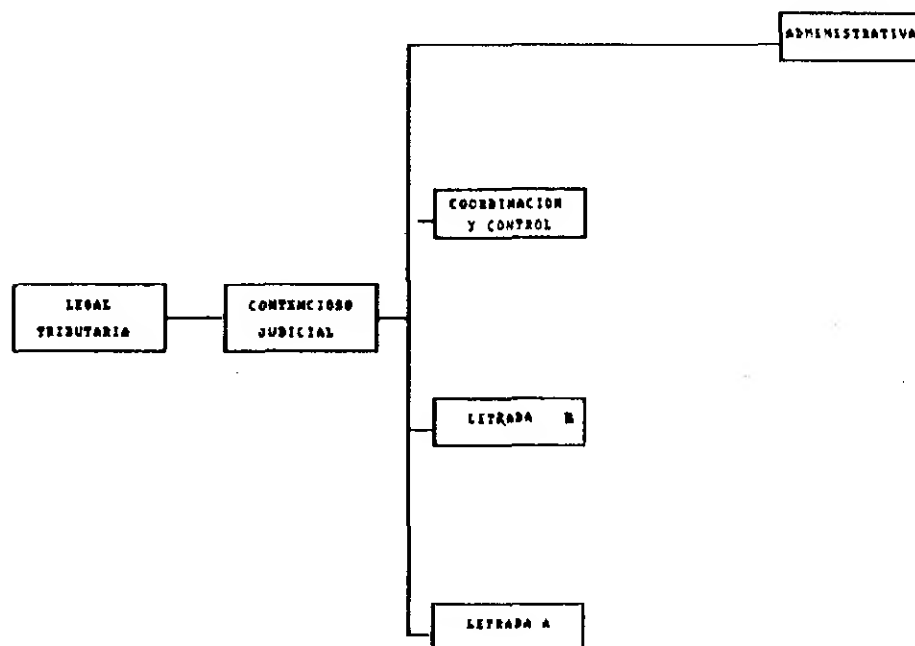 ADMINISTRATIVA
COORDINACION
Y CONTROL
LEGAL
TRIBUTARIA
CONTENCIOSO
JUDICIAL
LETRADA B
LETRADA A